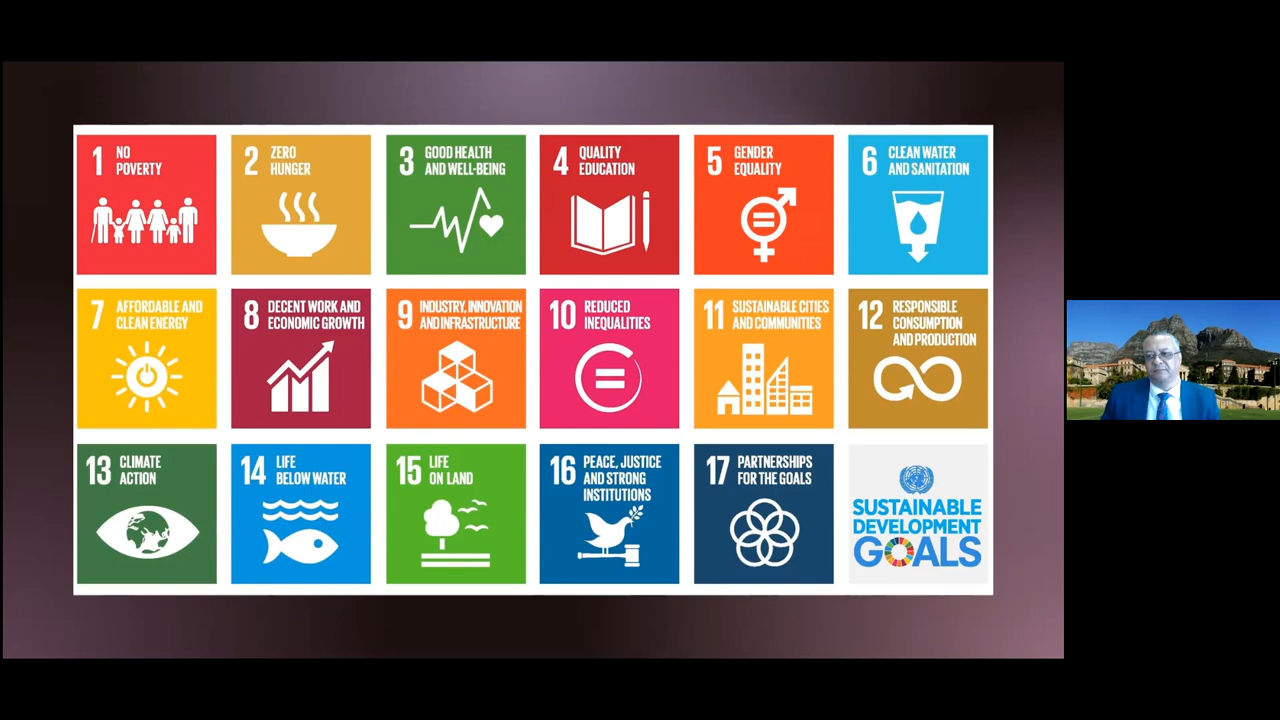 1 NO
POVERTY
2 ZERO
HUNGER
3 GOOD HEALTH
AND WELL-BEING
4 QUALITY
EDUCATION
5 GENDER
EQUALITY
6 CLEAN WATER
AND SANITATION
7 AFFORDABLE AND
CLEAN ENERGY
8 DECENT WORK AND
ECONOMIC GROWTH
9 INDUSTRY, INNOVATION
AND INFRASTRUCTURE
10 REDUCED
INEQUALITIES
11 SUSTAINABLE CITIES
AND COMMUNITIES
12 RESPONSIBLE
CONSUMPTION
AND PRODUCTION
13 CLIMATE
ACTION
14 LIFE
BELOW WATER
15 LIFE
ON LAND
16 PEACE, JUSTICE
AND STRONG
INSTITUTIONS
17 PARTNERSHIPS
FOR THE GOALS
SUSTAINABLE
DEVELOPMENT
GOALS